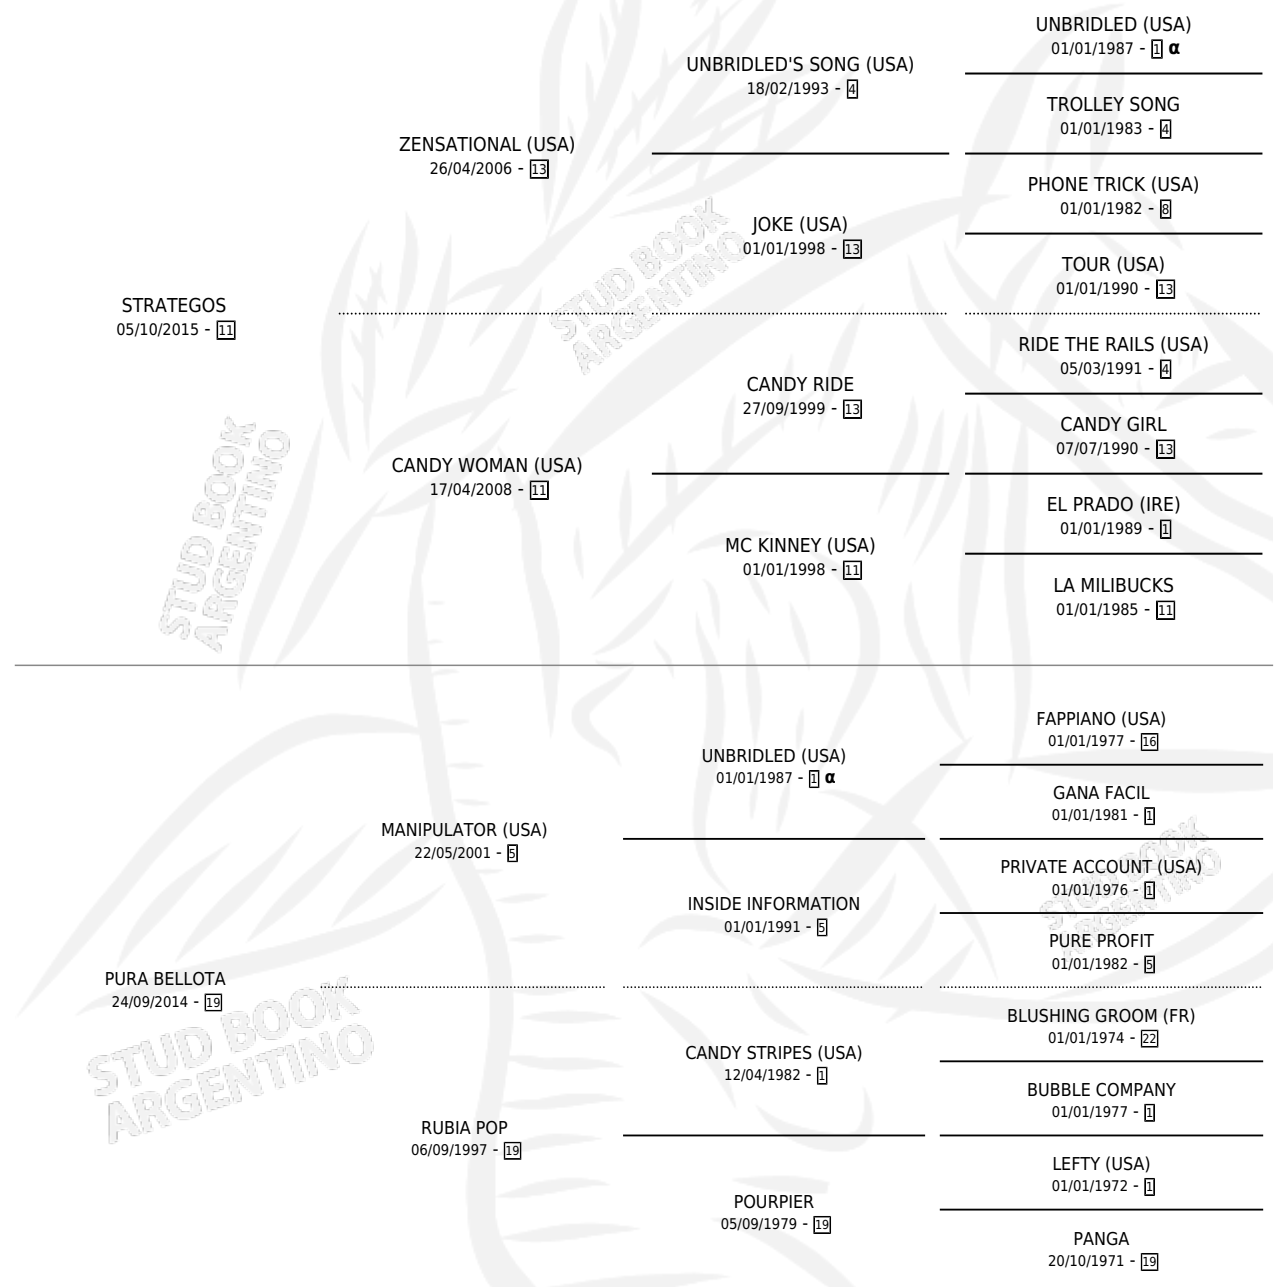 UNBRIDLED (USA)
01/01/1987 - 1 α
UNBRIDLED'S SONG (USA)
18/02/1993 - 4
TROLLEY SONG
01/01/1983 - 4
ZENSATIONAL (USA)
26/04/2006 - 13
PHONE TRICK (USA)
01/01/1982 - 8
JOKE (USA)
01/01/1998 - 13
TOUR (USA)
01/01/1990 - 13
STUD BOOK
ARGENTINO
STRATEGOS
05/10/2015 - 11
RIDE THE RAILS (USA)
05/03/1991 - 4
CANDY RIDE
27/09/1999 - 13
CANDY GIRL
07/07/1990 - 13
CANDY WOMAN (USA)
17/04/2008 - 11
EL PRADO (IRE)
01/01/1989 - 1
STUD BOOK
ARGENTINO
MC KINNEY (USA)
01/01/1998 - 11
LA MILIBUCKS
01/01/1985 - 11
FAPPIANO (USA)
01/01/1977 - 16
UNBRIDLED (USA)
01/01/1987 - 1 α
GANA FACIL
01/01/1981 - 1
MANIPULATOR (USA)
22/05/2001 - 5
PRIVATE ACCOUNT (USA)
01/01/1976 - 1
STUD BOOK
ARGENTINO
INSIDE INFORMATION
01/01/1991 - 5
PURE PROFIT
01/01/1982 - 5
PURA BELLOTA
24/09/2014 - 19
STUD BOOK
ARGENTINO
BLUSHING GROOM (FR)
01/01/1974 - 22
CANDY STRIPES (USA)
12/04/1982 - 1
BUBBLE COMPANY
01/01/1977 - 1
RUBIA POP
06/09/1997 - 19
LEFTY (USA)
01/01/1972 - 1
POURPIER
05/09/1979 - 19
PANGA
20/10/1971 - 19